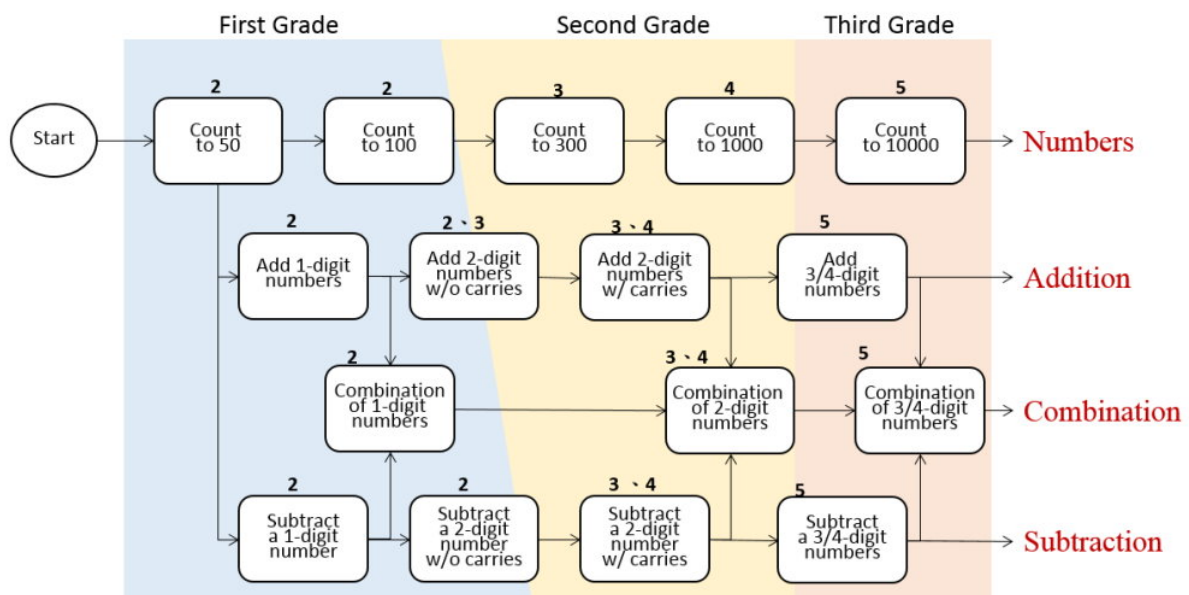 First Grade
Second Grade
Third Grade
2
2
3
4
5
Start
Count
to 50
Count
to 100
Count
to 300
Count
to 1000
Count
to 10000
Numbers
2
2、3
3、4
5
Add 1-digit
numbers
Add 2-digit
numbers
w/o carries
Add 2-digit
numbers
w/ carries
Add
3/4-digit
numbers
Addition
2
3、4
5
Combination
of 1-digit
numbers
Combination
of 2-digit
numbers
Combination
of 3/4-digit
numbers
Combination
2
2
3、4
5
Subtract
a 1-digit
number
Subtract
a 2-digit
number
w/o carries
Subtract
a 2-digit
number
w/ carries
Subtract
a 3/4-digit
numbers
Subtraction